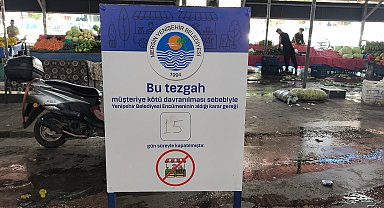 MERSİN YENİŞEHİR BELEDİYESİ
1994
Bu tezgah
müşteriye kötü davranılması sebebiyle
Yenişehir Belediyesi Encümeninin aldığı karar gereği
15
gün süreyle kapatılmıştır.